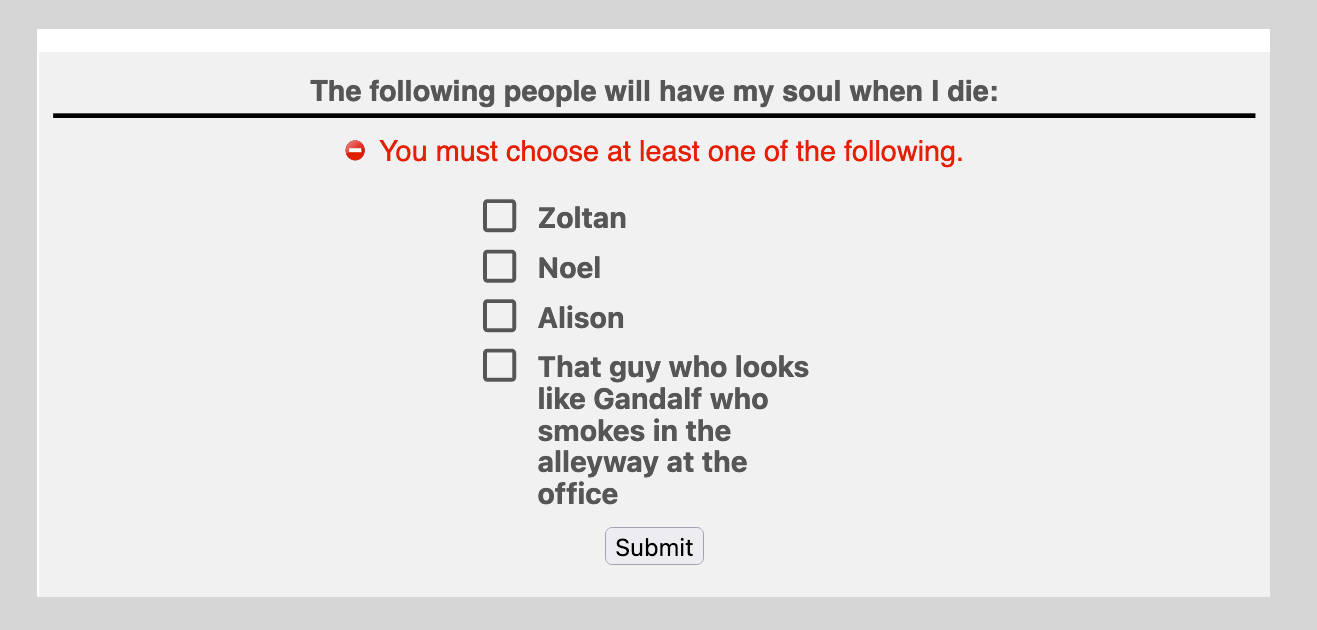 The following people will have my soul when I die:
You must choose at least one of the following.
Zoltan
Noel
Alison
That guy who looks
like Gandalf who
smokes in the
alleyway at the
office
Submit